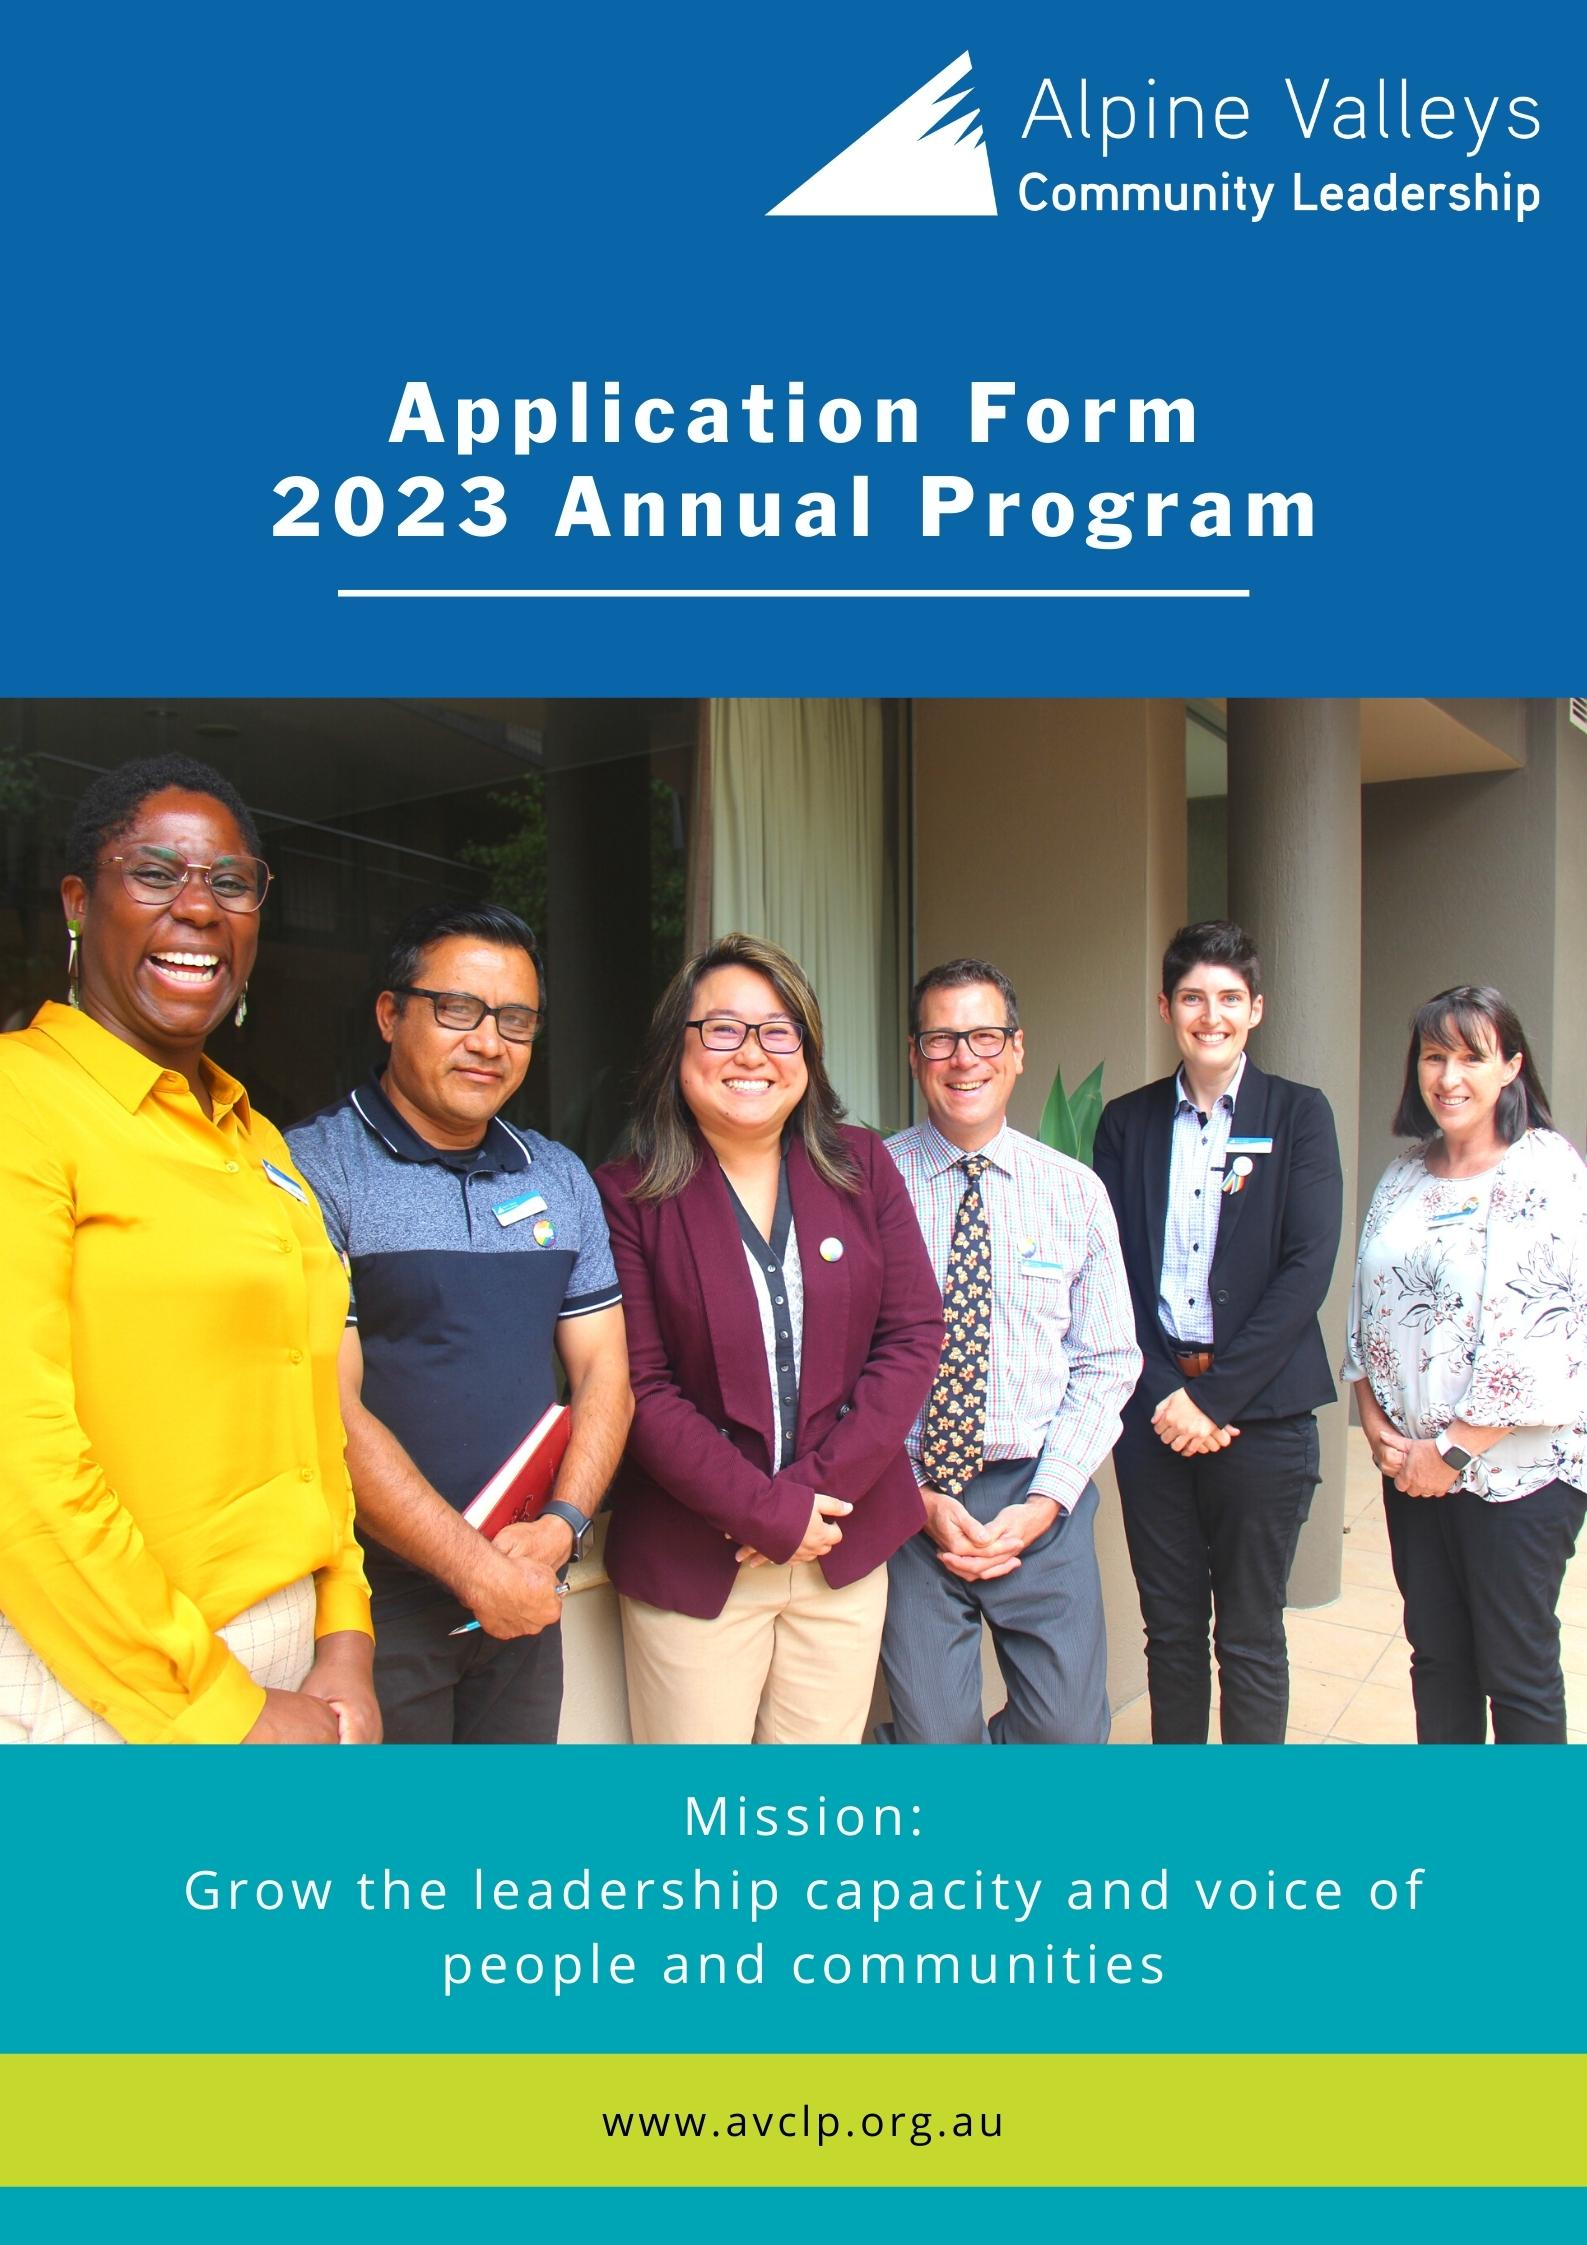 Alpine Valleys
Community Leadership
Application Form
2023 Annual Program
Mission:
Grow the leadership capacity and voice of
people and communities
www.avclp.org.au